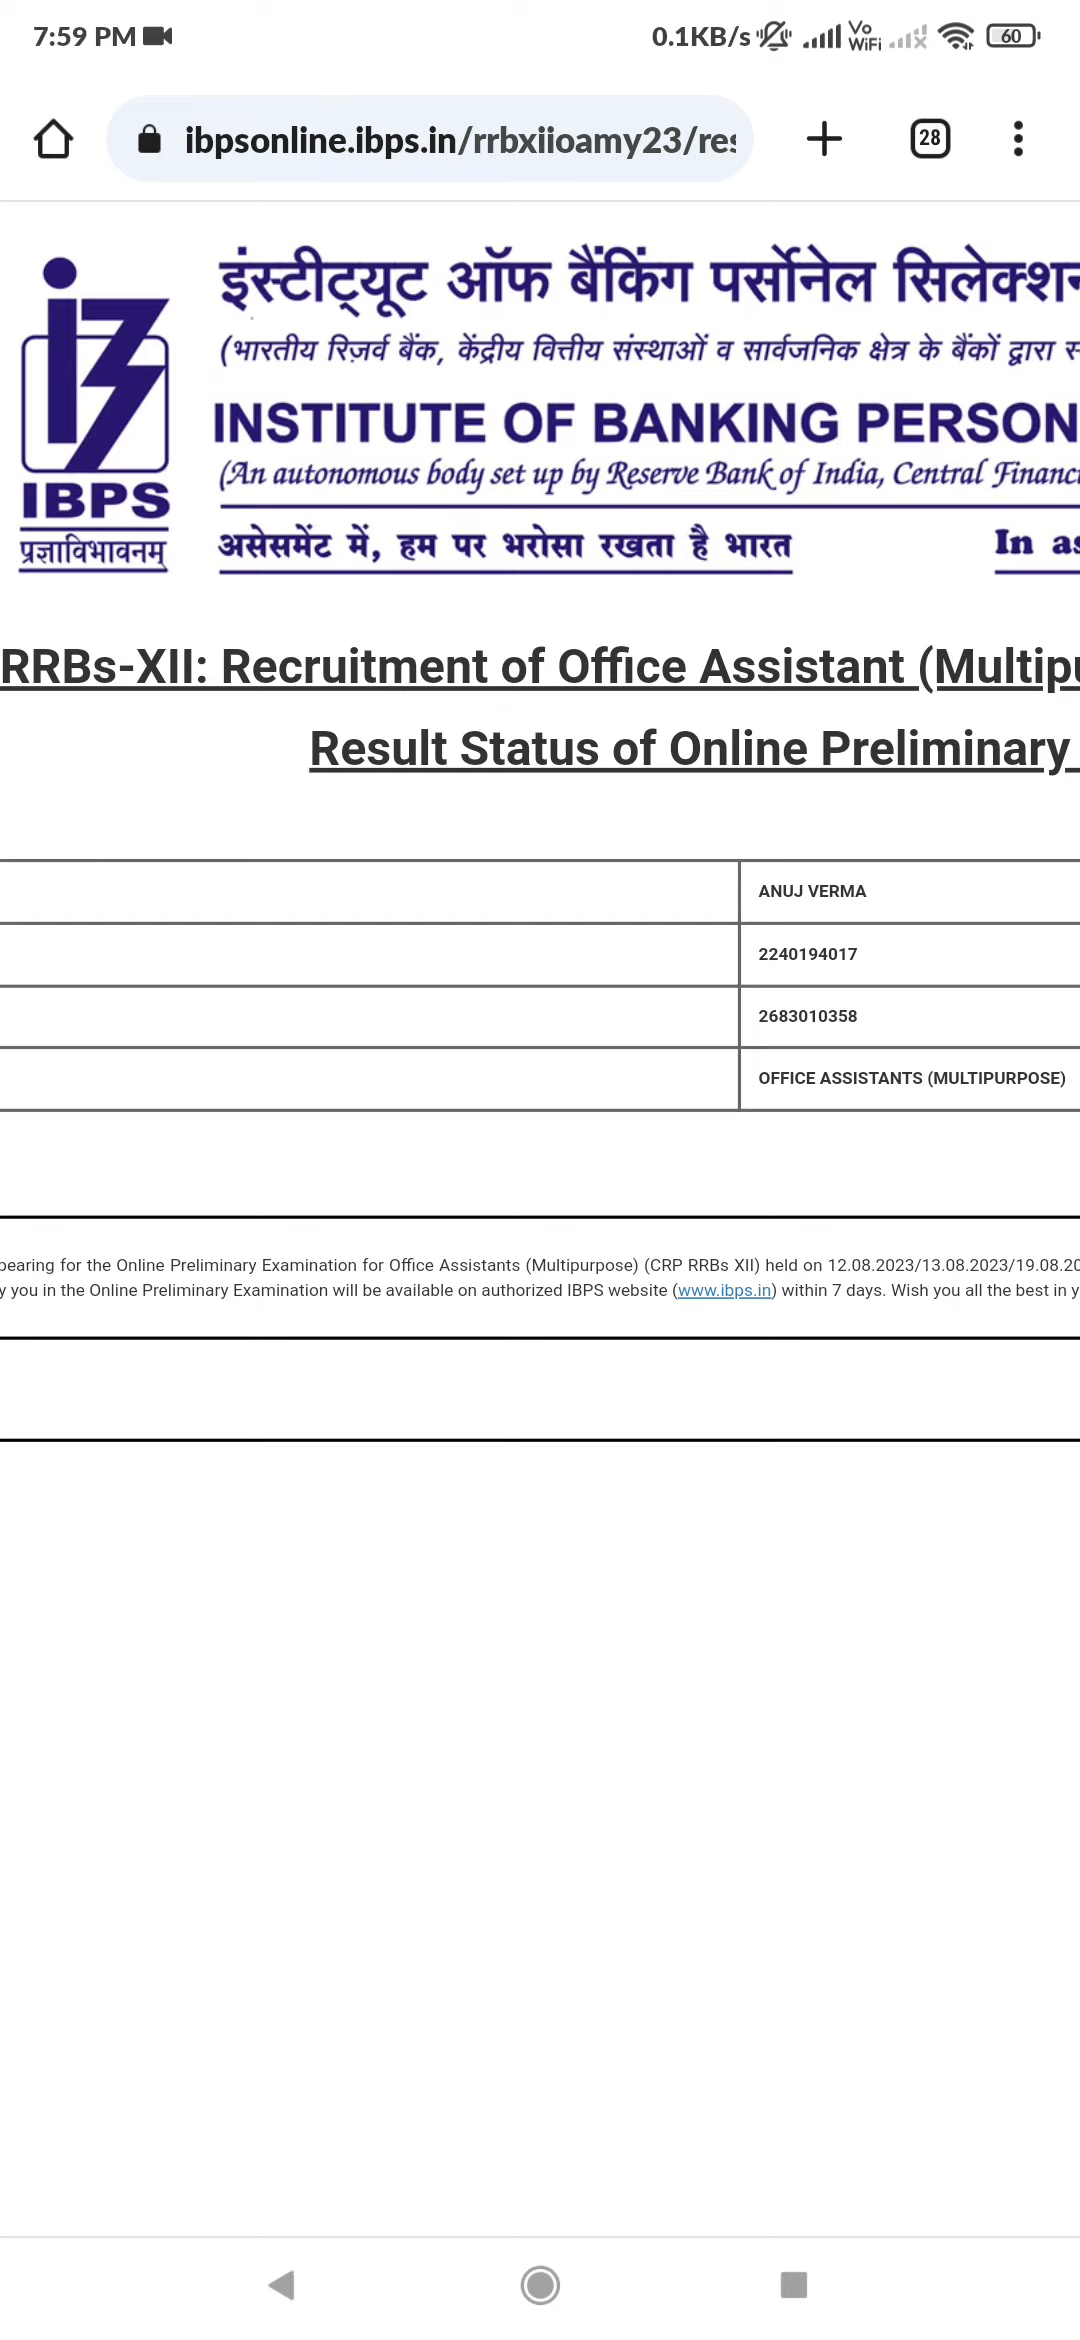 7:59 PM
0.1KB/s Vo WiFi 60
ibpsonline.ibps.in/rrbxiioamy23/res
28
इंस्टीट्यूट ऑफ बैंकिंग पर्सोनेल सिलेक्शन
(भारतीय रिज़र्व बैंक, केंद्रीय वित्तीय संस्थाओं व सार्वजनिक क्षेत्र के बैंकों द्वारा स
INSTITUTE OF BANKING PERSON
(An autonomous body set up by Reserve Bank of India, Central Financi
IBPS
प्रज्ञाविभावनम्
असेसमेंट में, हम पर भरोसा रखता है भारत
In as
RRBs-XII: Recruitment of Office Assistant (Multipu
Result Status of Online Preliminary
ANUJ VERMA
2240194017
2683010358
OFFICE ASSISTANTS (MULTIPURPOSE)
pearing for the Online Preliminary Examination for Office Assistants (Multipurpose) (CRP RRBs XII) held on 12.08.2023/13.08.2023/19.08.20
y you in the Online Preliminary Examination will be available on authorized IBPS website (www.ibps.in) within 7 days. Wish you all the best in y